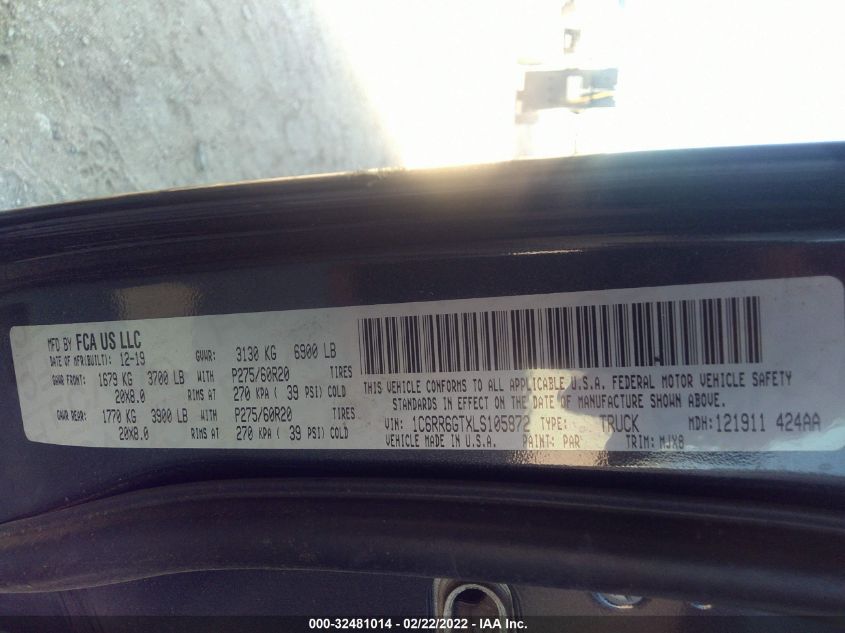 MFD BY FCA US LLC
DATE OF MFR(BUILT): 12-19 GVWR: 3130 KG 6900 LB
GAWR FRONT: 1679 KG 3700 LB WITH P275/60R20 TIRES
20X8.0 RIMS AT 270 KPA ( 39 PSI) COLD
GAWR REAR: 1770 KG 3900 LB WITH P275/60R20 TIRES
20X8.0 RIMS AT 270 KPA ( 39 PSI) COLD
THIS VEHICLE CONFORMS TO ALL APPLICABLE U.S.A. FEDERAL MOTOR VEHICLE SAFETY
STANDARDS IN EFFECT ON THE DATE OF MANUFACTURE SHOWN ABOVE.
VIN: 1C6RR6GTXLS105872 TYPE: TRUCK MDH: 121911 424AA
VEHICLE MADE IN U.S.A. PAINT: PAR TRIM: MJX8
000-32481014 - 02/22/2022 - IAA Inc.